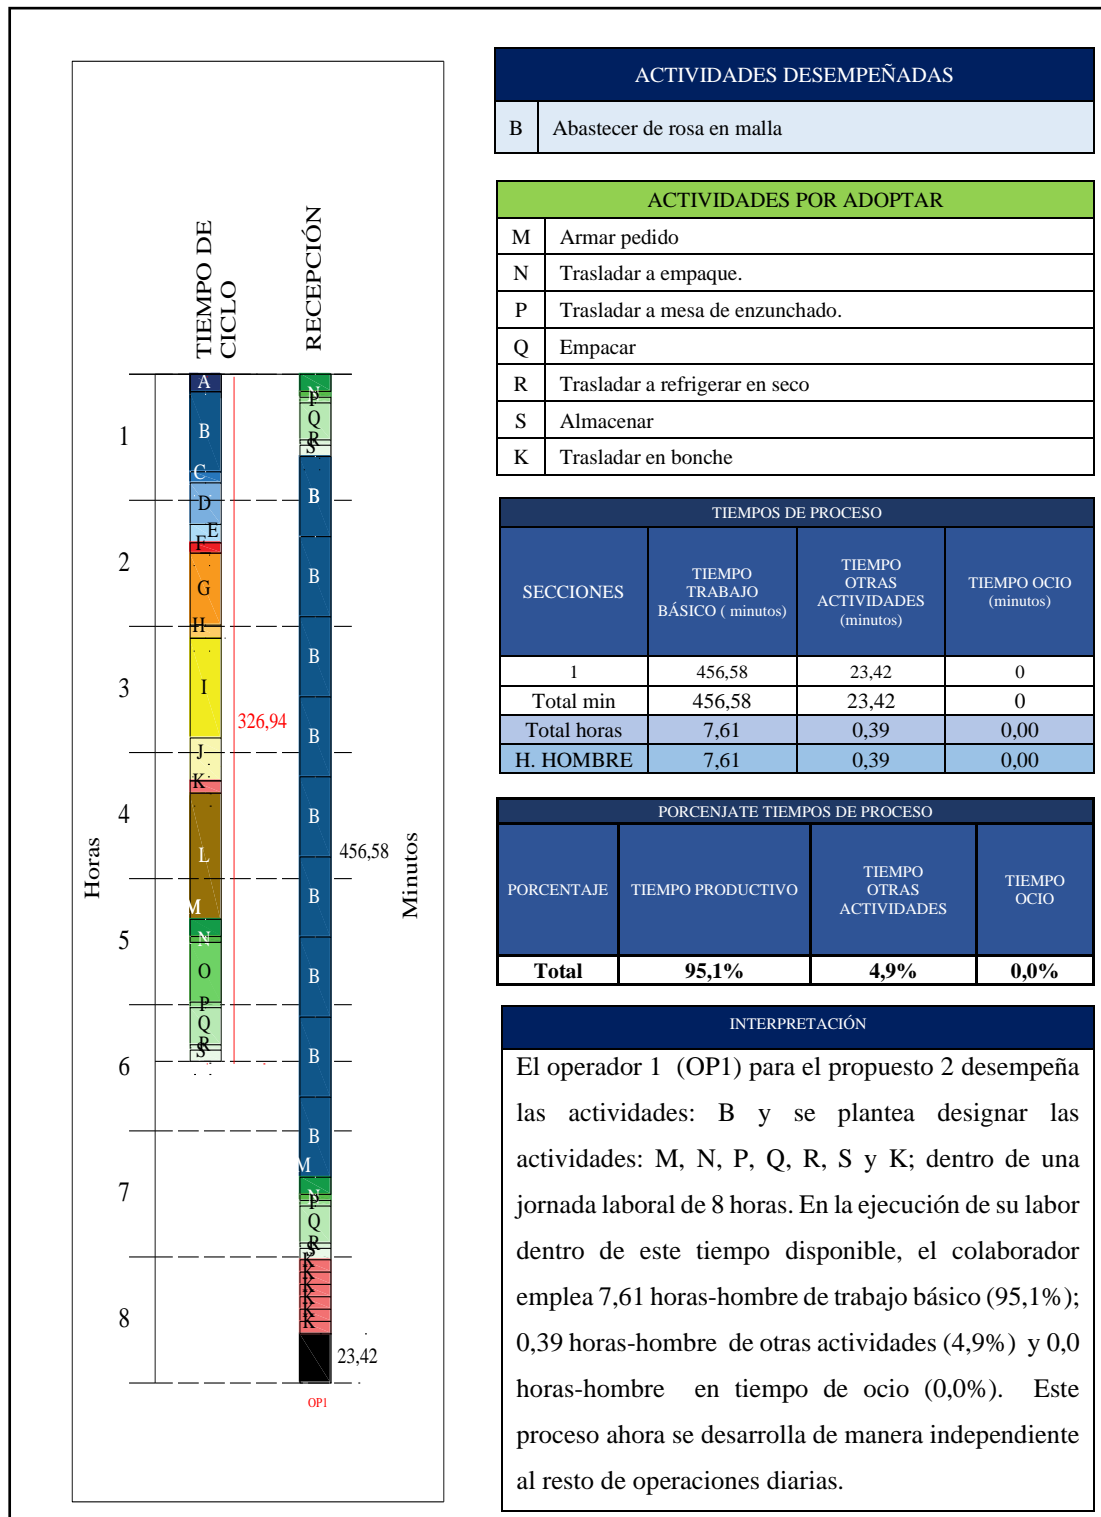 TIEMPO DE
CICLO
RECEPCIÓN
Horas
1
2
3
4
5
6
7
8
A
B
C
D
E
F
G
H
I
J
K
L
M
N
O
P
Q
R
S
326,94
N
P
Q
R
S
B
B
B
B
B
B
B
B
B
M
N
P
Q
R
S
K
K
K
K
K
K
456,58
Minutos
23,42
OP1
ACTIVIDADES DESEMPEÑADAS
B Abastecer de rosa en malla
ACTIVIDADES POR ADOPTAR
M Armar pedido
N Trasladar a empaque.
P Trasladar a mesa de enzunchado.
Q Empacar
R Trasladar a refrigerar en seco
S Almacenar
K Trasladar en bonche
TIEMPOS DE PROCESO
SECCIONES
TIEMPO
TRABAJO
BÁSICO ( minutos)
TIEMPO
OTRAS
ACTIVIDADES
(minutos)
TIEMPO OCIO
(minutos)
1 456,58 23,42 0
Total min 456,58 23,42 0
Total horas 7,61 0,39 0,00
H. HOMBRE 7,61 0,39 0,00
PORCENJATE TIEMPOS DE PROCESO
PORCENTAJE
TIEMPO PRODUCTIVO
TIEMPO
OTRAS
ACTIVIDADES
TIEMPO
OCIO
Total 95,1% 4,9% 0,0%
INTERPRETACIÓN
El operador 1 (OP1) para el propuesto 2 desempeña
las actividades: B y se plantea designar las
actividades: M, N, P, Q, R, S y K; dentro de una
jornada laboral de 8 horas. En la ejecución de su labor
dentro de este tiempo disponible, el colaborador
emplea 7,61 horas-hombre de trabajo básico (95,1%);
0,39 horas-hombre de otras actividades (4,9%) y 0,0
horas-hombre en tiempo de ocio (0,0%). Este
proceso ahora se desarrolla de manera independiente
al resto de operaciones diarias.